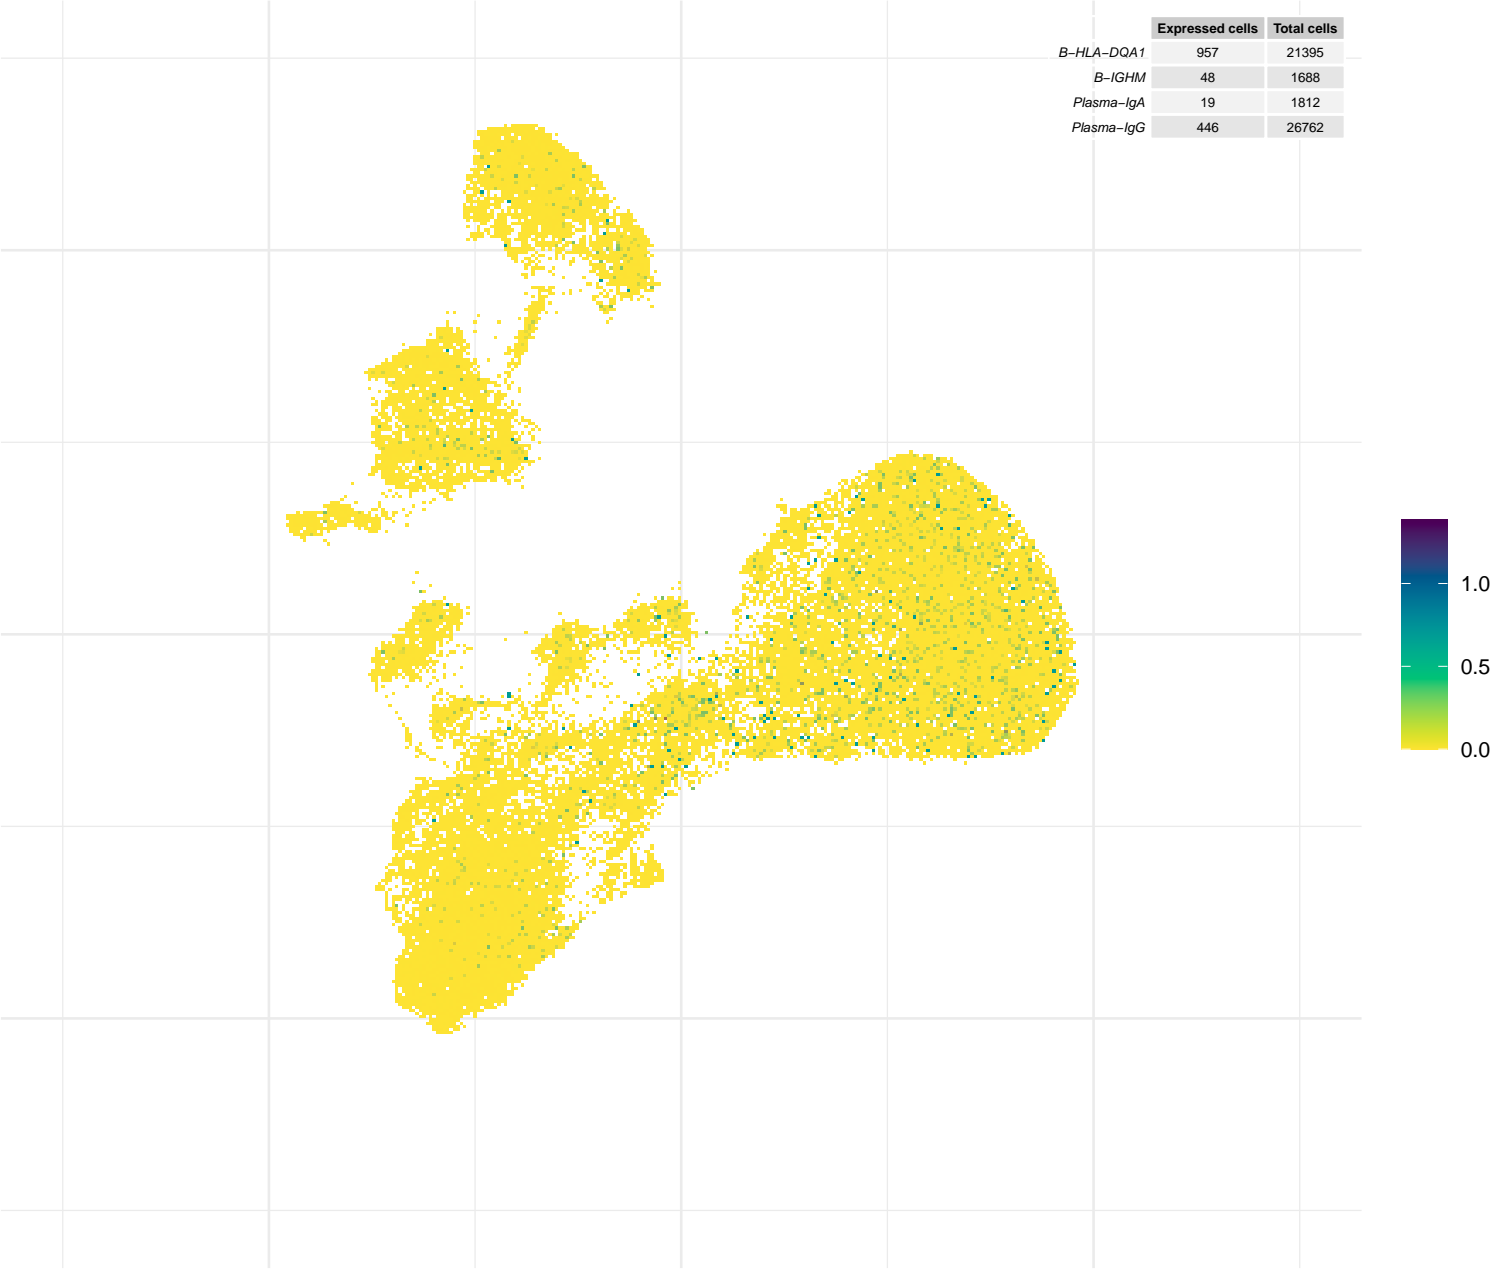 Expressed cells Total cells
B−HLA−DQA1 957 21395
B−IGHM 48 1688
Plasma−IgA 19 1812
Plasma−IgG 446 26762
1.0
0.5
0.0